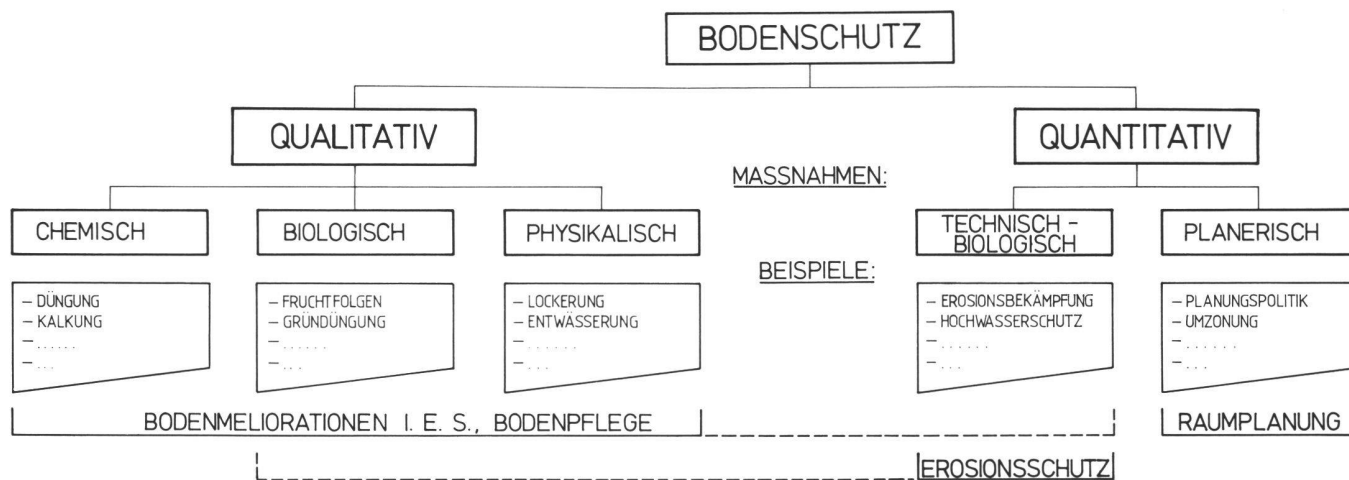 BODENSCHUTZ
QUALITATIV
QUANTITATIV
MASSNAHMEN:
CHEMISCH
BIOLOGISCH
PHYSIKALISCH
TECHNISCH -
BIOLOGISCH
PLANERISCH
BEISPIELE:
– DÜNGUNG
– KALKUNG
– ......
– ...
– FRUCHTFOLGEN
– GRÜNDÜNGUNG
– ......
– ...
– LOCKERUNG
– ENTWÄSSERUNG
– ......
– ...
– EROSIONSBEKÄMPFUNG
– HOCHWASSERSCHUTZ
– ......
– ...
– PLANUNGSPOLITIK
– UMZONUNG
– ......
– ...
BODENMELIORATIONEN I. E. S., BODENPFLEGE
RAUMPLANUNG
EROSIONSSCHUTZ